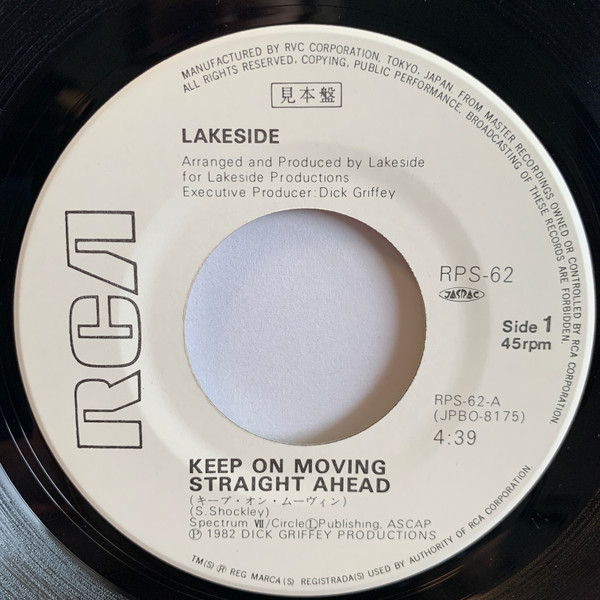 MANUFACTURED BY RVC CORPORATION, TOKYO, JAPAN, FROM MASTER RECORDINGS OWNED OR CONTROLLED BY RCA CORPORATION.
ALL RIGHTS RESERVED, COPYING, PUBLIC PERFORMANCE, BROADCASTING OF THESE RECORDS ARE FORBIDDEN.
見本盤
LAKESIDE
Arranged and Produced by Lakeside
for Lakeside Productions
Executive Producer: Dick Griffey
RCA
RPS-62
JASRAC
Side 1
45rpm
RPS-62-A
(JPBO-8175)
4:39
KEEP ON MOVING
STRAIGHT AHEAD
(キープ・オン・ムーヴィン)
(S.Shockley)
Spectrum Ⅶ/CircleⓁPublishing, ASCAP
Ⓟ 1982 DICK GRIFFEY PRODUCTIONS
TM(S) ® REG MARCA(S) REGISTRADA(S) USED BY AUTHORITY OF RCA CORPORATION.